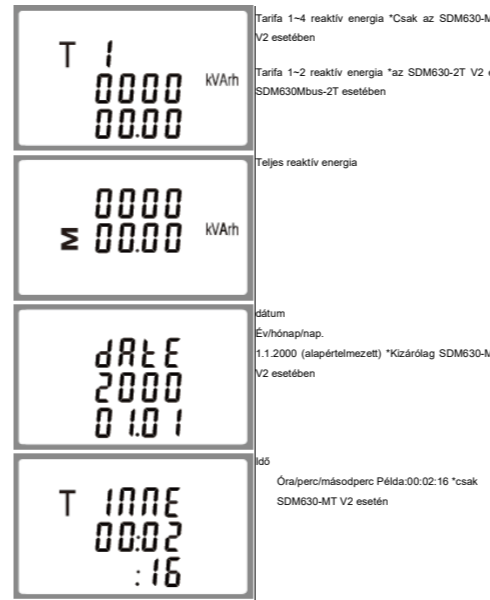 T 1
0000 kVArh
00.00
Tarifa 1~4 reaktív energia *Csak az SDM630-M
V2 esetében
Tarifa 1~2 reaktív energia *az SDM630-2T V2 e
SDM630Mbus-2T esetében
0000
Σ 00.00 kVArh
Teljes reaktív energia
dAtE
2000
01.01
dátum
Év/hónap/nap.
1.1.2000 (alapértelmezett) *Kizárólag SDM630-M
V2 esetében
T INNE
00:02
:16
Idő
Óra/perc/másodperc Példa:00:02:16 *csak
SDM630-MT V2 esetén